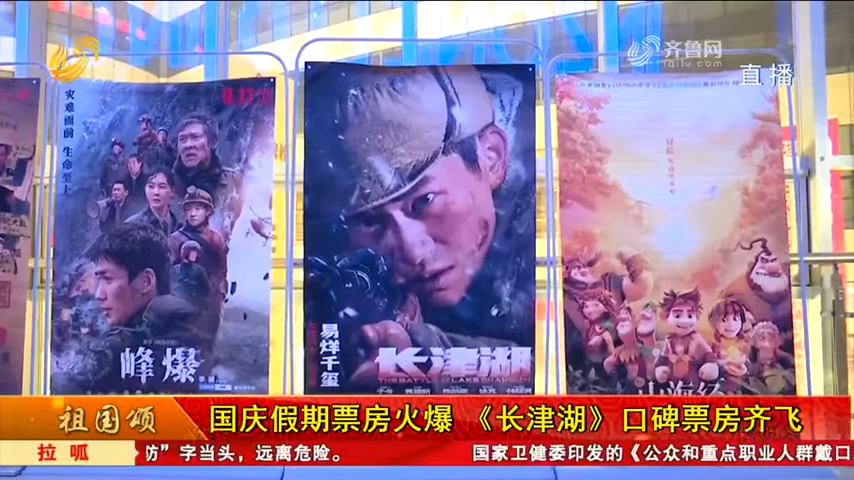 齐鲁网
iqilu.com
直播
9.17
灾难面前 生命至上
峰爆
易烊千玺
长津湖
THE BATTLE AT LAKE CHANGJIN
山海经
祖国颂
国庆假期票房火爆 《长津湖》口碑票房齐飞
拉呱
防”字当头，远离危险。 国家卫健委印发的《公众和重点职业人群戴口